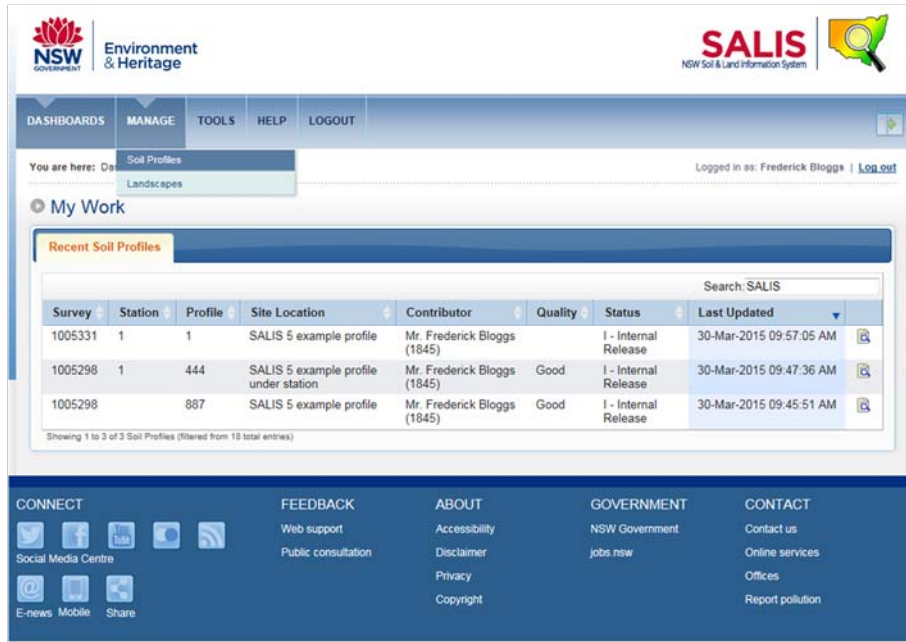 NSW
GOVERNMENT
Environment
& Heritage
SALIS
NSW Soil & Land Information System
DASHBOARDS MANAGE TOOLS HELP LOGOUT
You are here: Das
Soil Profiles
Landscapes
Logged in as: Frederick Bloggs | Log out
My Work
Recent Soil Profiles
Search: SALIS
Survey Station Profile Site Location Contributor Quality Status Last Updated
1005331 1 1 SALIS 5 example profile Mr. Frederick Bloggs I - Internal 30-Mar-2015 09:57:05 AM
(1845) Release
1005298 1 444 SALIS 5 example profile Mr. Frederick Bloggs Good I - Internal 30-Mar-2015 09:47:36 AM
under station (1845) Release
1005298 887 SALIS 5 example profile Mr. Frederick Bloggs Good I - Internal 30-Mar-2015 09:45:51 AM
(1845) Release
Showing 1 to 3 of 3 Soil Profiles (filtered from 18 total entries)
CONNECT FEEDBACK ABOUT GOVERNMENT CONTACT
You Tube
Web support Accessibility NSW Government Contact us
Social Media Centre Public consultation Disclaimer jobs.nsw Online services
Privacy Offices
@
Copyright Report pollution
E-news Mobile Share